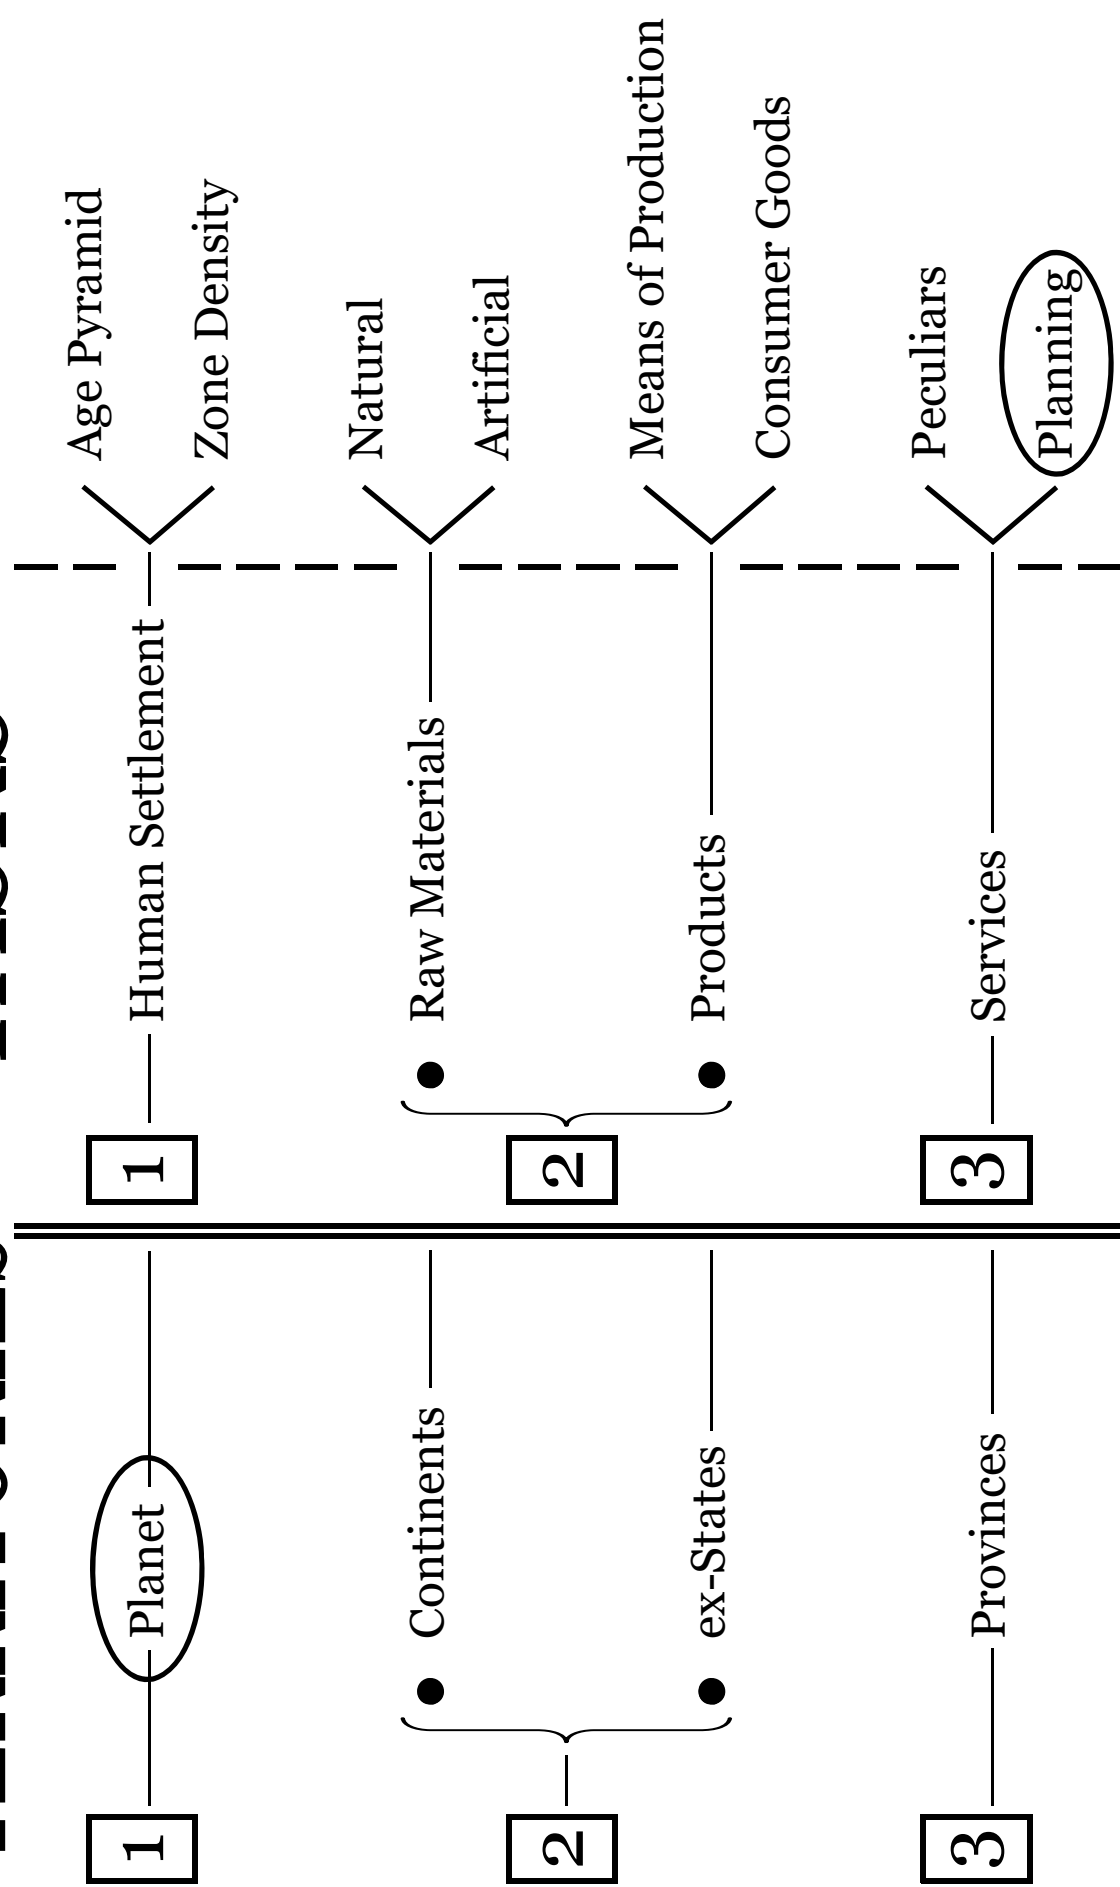 1 Planet
2
Continents
ex-States
3 Provinces
1 Human Settlement
Age Pyramid
Zone Density
2
Raw Materials
Natural
Artificial
Products
Means of Production
Consumer Goods
3 Services
Peculiars
Planning